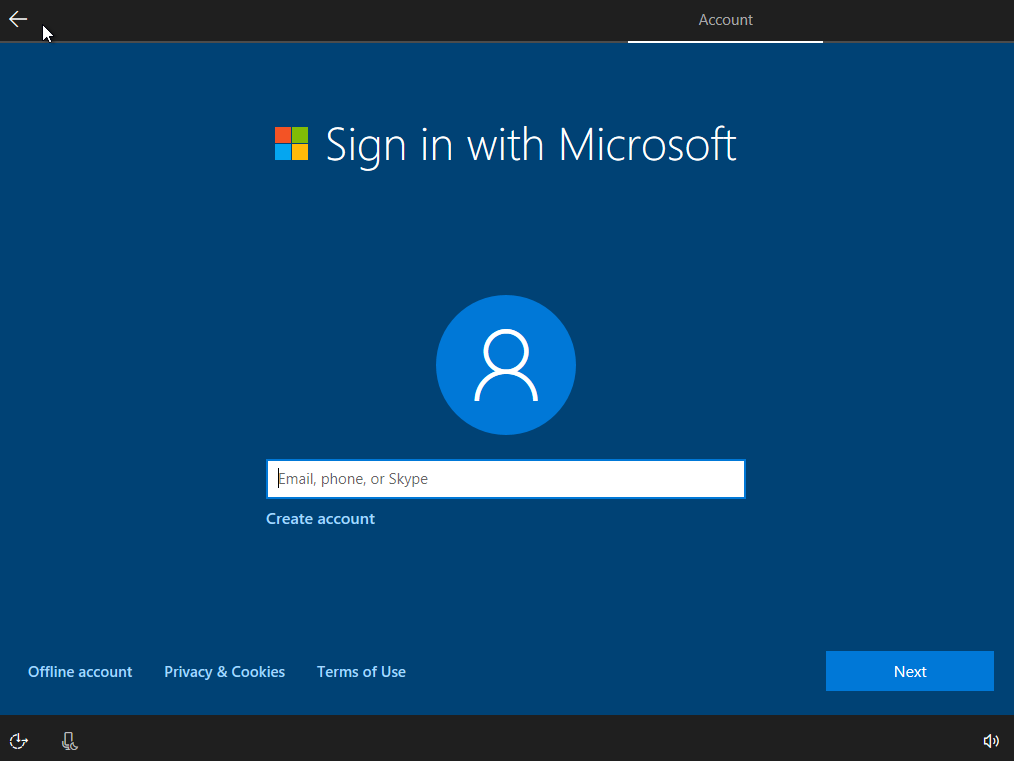 Account
Sign in with Microsoft
Email, phone, or Skype
Create account
Offline account Privacy & Cookies Terms of Use Next